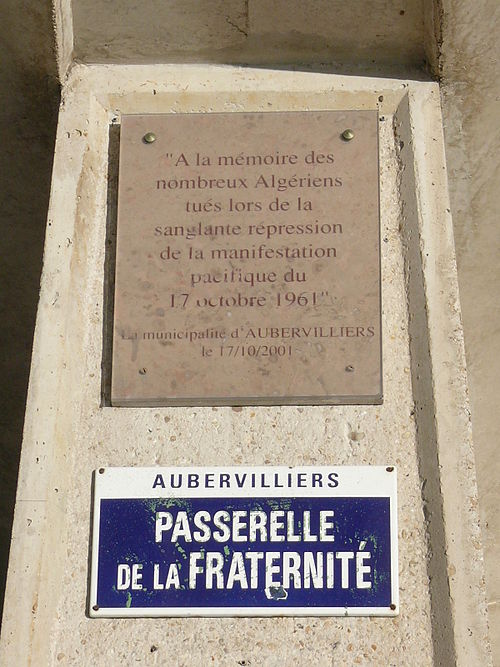 "A la mémoire des
nombreux Algériens
tués lors de la
sanglante répression
de la manifestation
pacifique du
17 octobre 1961"
La municipalité d'AUBERVILLIERS
le 17/10/2001
AUBERVILLIERS
PASSERELLE
DE LA FRATERNITÉ